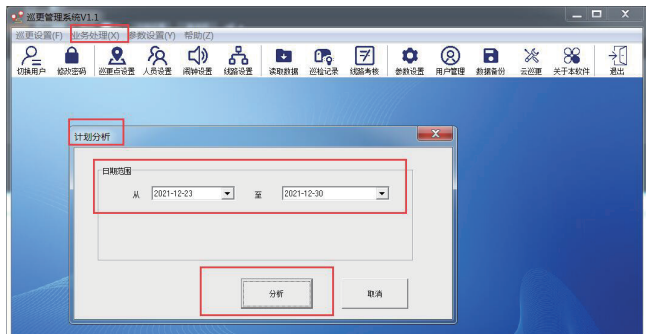 巡更管理系统V1.1
巡更设置(F) 业务处理(X) 参数设置(Y) 帮助(Z)
切换用户 修改密码 巡更点设置 人员设置 闹钟设置 线路设置 读取数据 巡检记录 线路考核 参数设置 用户管理 数据备份 云巡更 关于本软件 退出
计划分析
日期范围
从 2021-12-23 至 2021-12-30
分析 取消